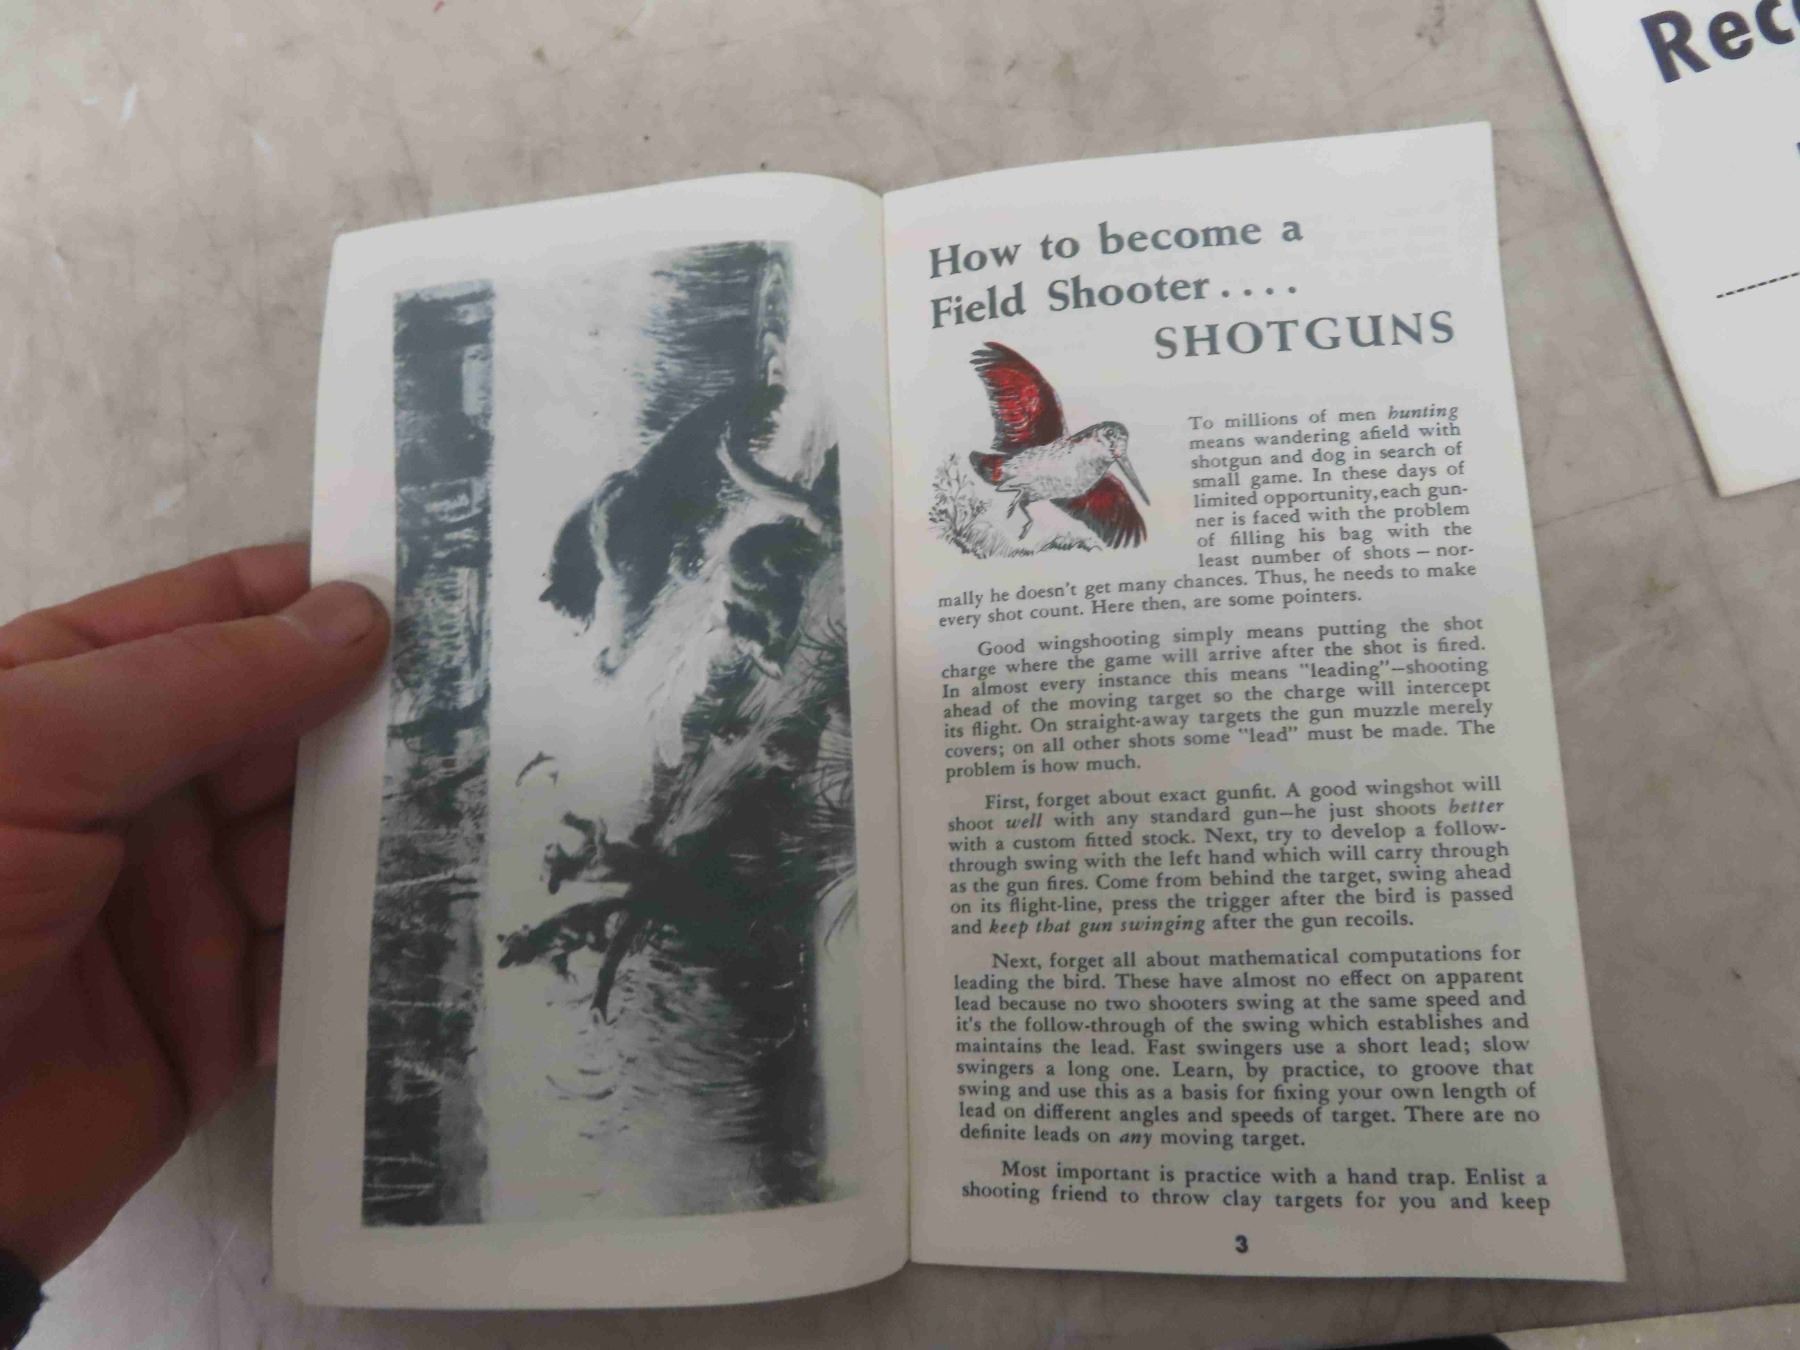 Rec
How to become a
Field Shooter....
SHOTGUNS
To millions of men hunting
means wandering afield with
shotgun and dog in search of
small game. In these days of
limited opportunity, each gun-
ner is faced with the problem
of filling his bag with the
least number of shots – nor-
mally he doesn't get many chances. Thus, he needs to make
every shot count. Here then, are some pointers.
Good wingshooting simply means putting the shot
charge where the game will arrive after the shot is fired.
In almost every instance this means "leading"—shooting
ahead of the moving target so the charge will intercept
its flight. On straight-away targets the gun muzzle merely
covers; on all other shots some "lead" must be made. The
problem is how much.
First, forget about exact gunfit. A good wingshot will
shoot well with any standard gun—he just shoots better
with a custom fitted stock. Next, try to develop a follow-
through swing with the left hand which will carry through
as the gun fires. Come from behind the target, swing ahead
on its flight-line, press the trigger after the bird is passed
and keep that gun swinging after the gun recoils.
Next, forget all about mathematical computations for
leading the bird. These have almost no effect on apparent
lead because no two shooters swing at the same speed and
it's the follow-through of the swing which establishes and
maintains the lead. Fast swingers use a short lead; slow
swingers a long one. Learn, by practice, to groove that
swing and use this as a basis for fixing your own length of
lead on different angles and speeds of target. There are no
definite leads on any moving target.
Most important is practice with a hand trap. Enlist a
shooting friend to throw clay targets for you and keep
3